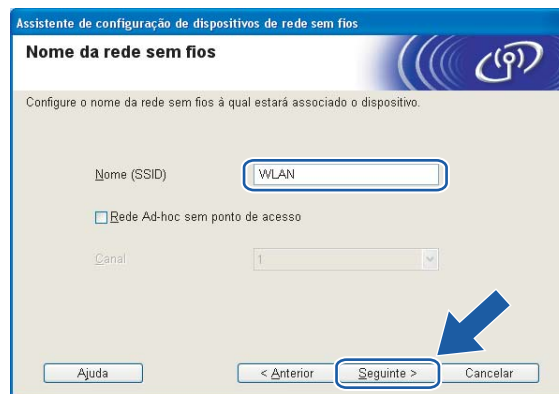 Assistente de configuração de dispositivos de rede sem fios
Nome da rede sem fios
Configure o nome da rede sem fios à qual estará associado o dispositivo.
Nome (SSID) WLAN
Rede Ad-hoc sem ponto de acesso
Canal 1
Ajuda < Anterior Seguinte > Cancelar